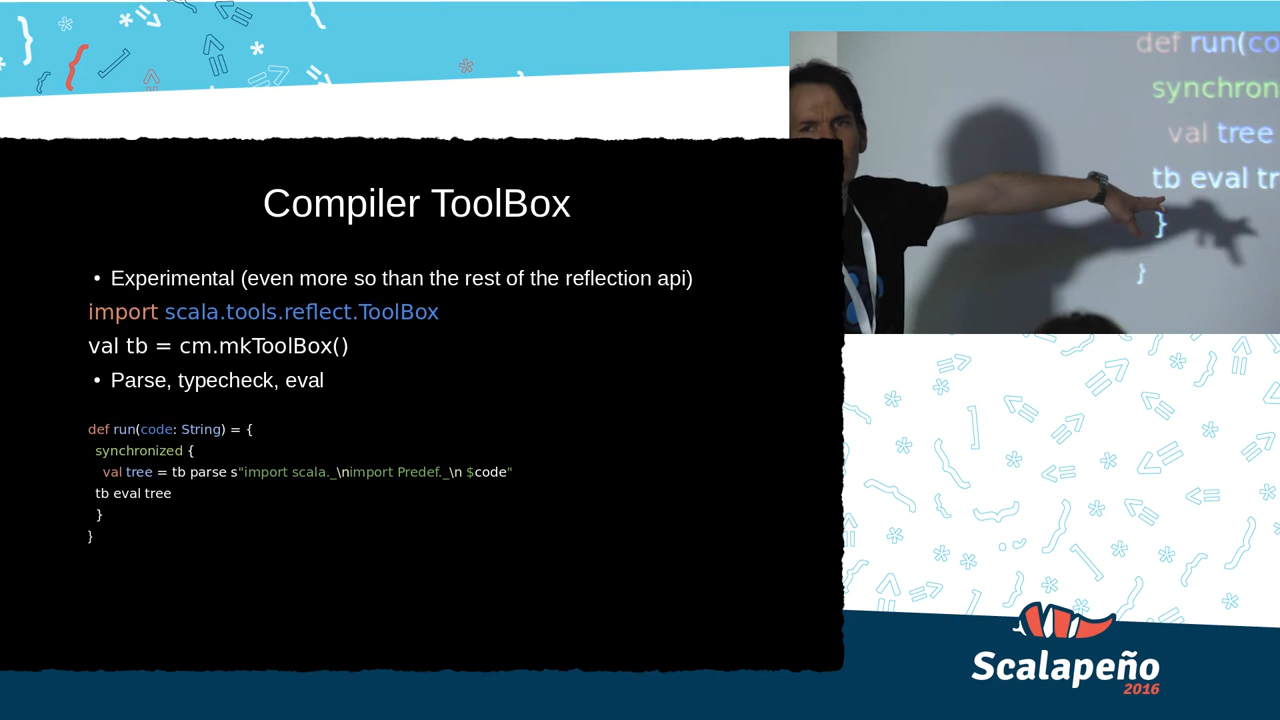 def run(co
synchron
val tree
tb eval tr
}
}
Compiler ToolBox
• Experimental (even more so than the rest of the reflection api)
import scala.tools.reflect.ToolBox
val tb = cm.mkToolBox()
• Parse, typecheck, eval
def run(code: String) = {
synchronized {
val tree = tb parse s"import scala._\nimport Predef._\n $code"
tb eval tree
}
}
Scalapeño
2016